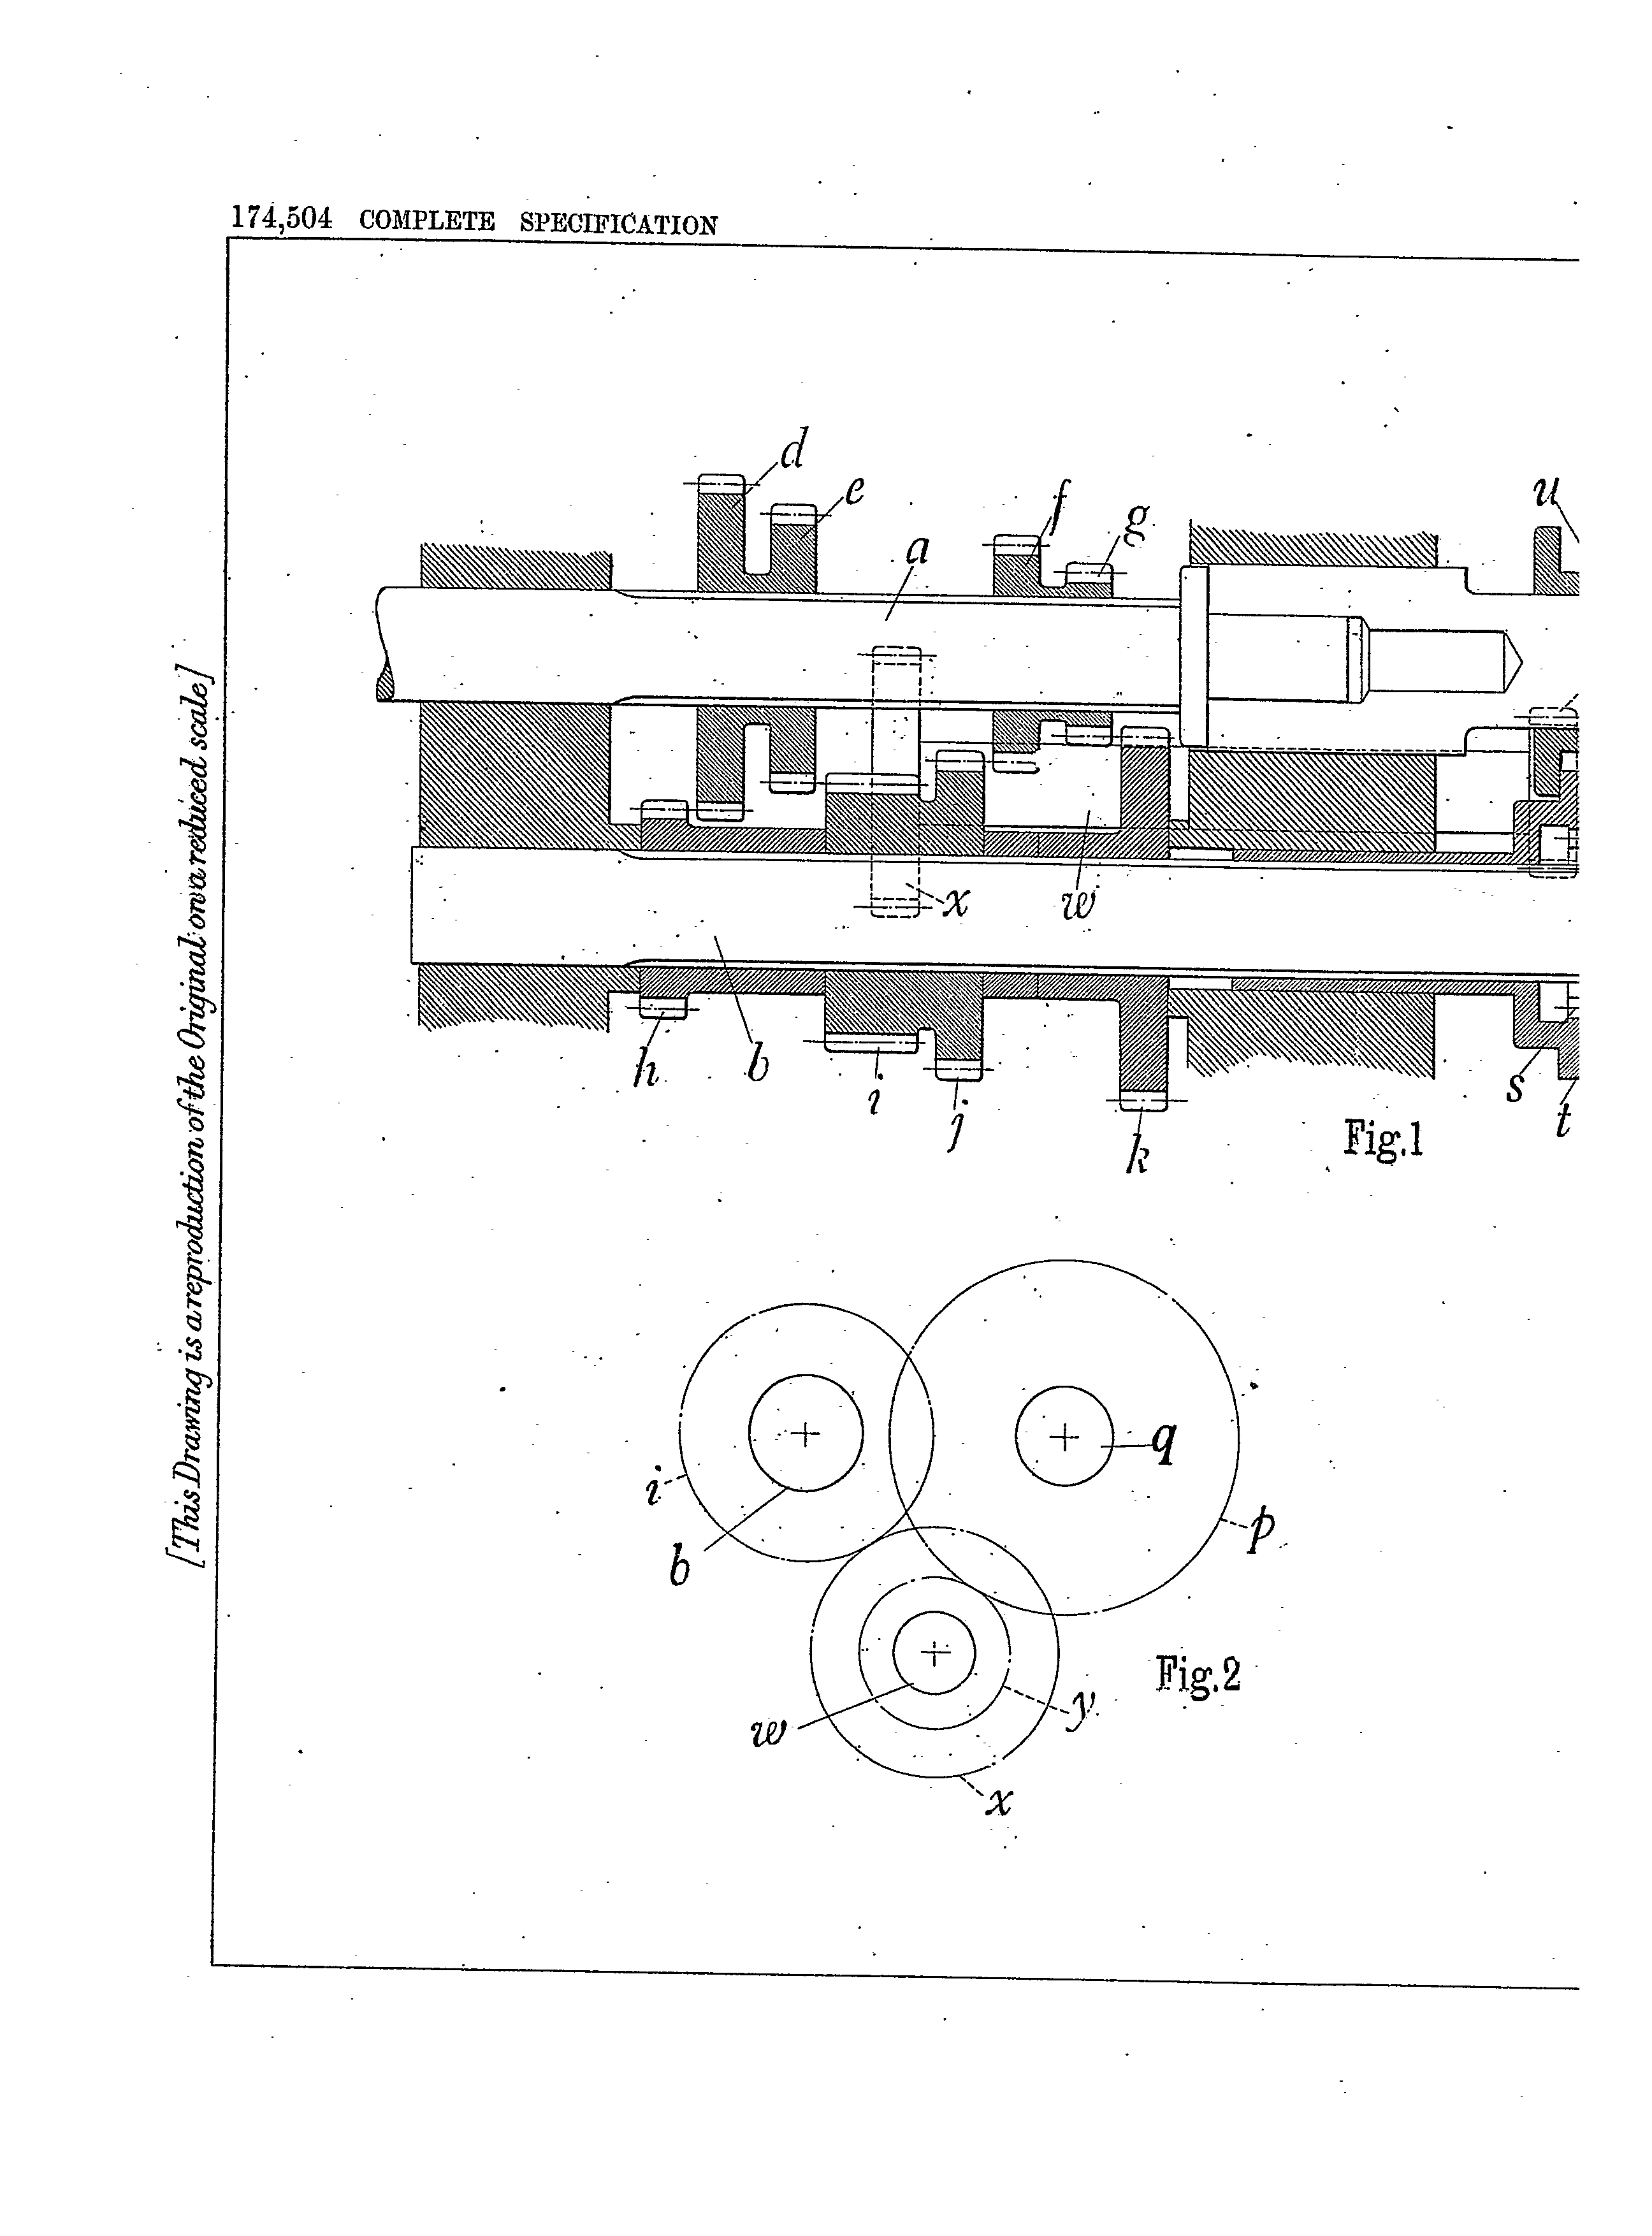 174,504 COMPLETE SPECIFICATION
[This Drawing is a reproduction of the Original on a reduced scale]
d
e
f
g
a
u
x
w
h
b
i
j
k
s
t
Fig.1
i
b
q
p
w
y
x
Fig.2